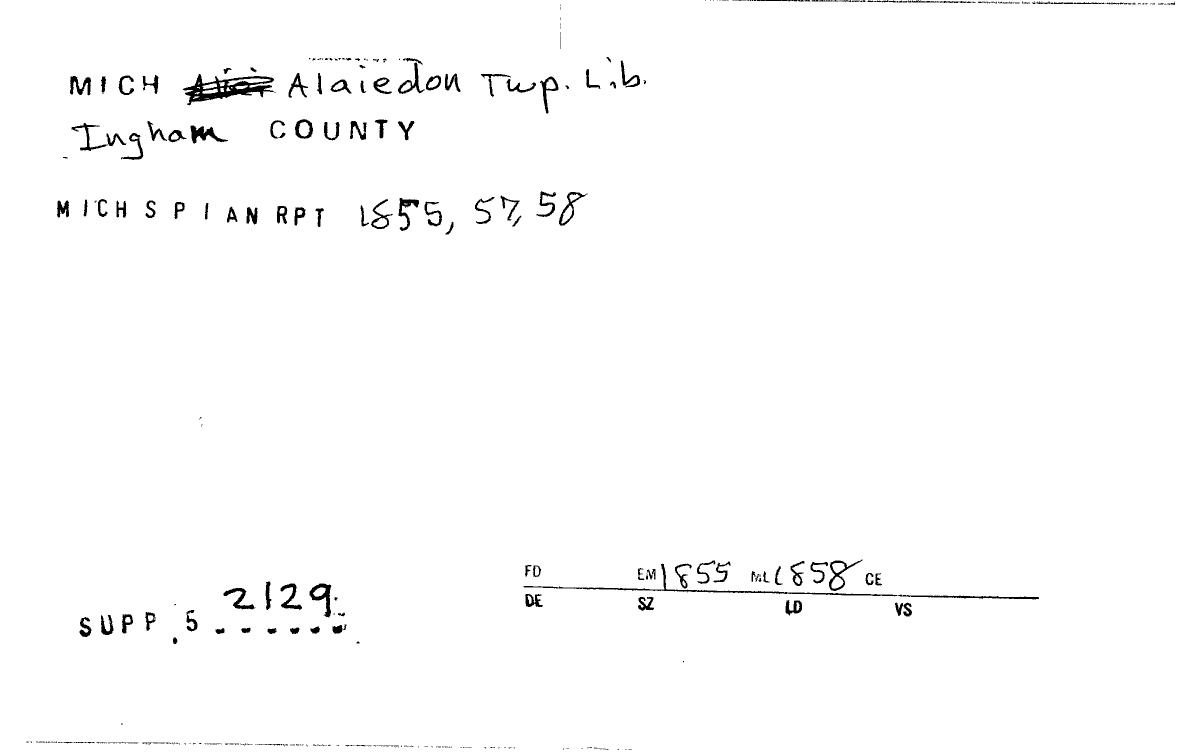 MICH Alaiedon Twp. Lib.
Ingham COUNTY
MICH S P I AN RPT 1855, 57, 58
FD EM 1855 ML 1858 CE
DE SZ LD VS
SUPP. 5 2129